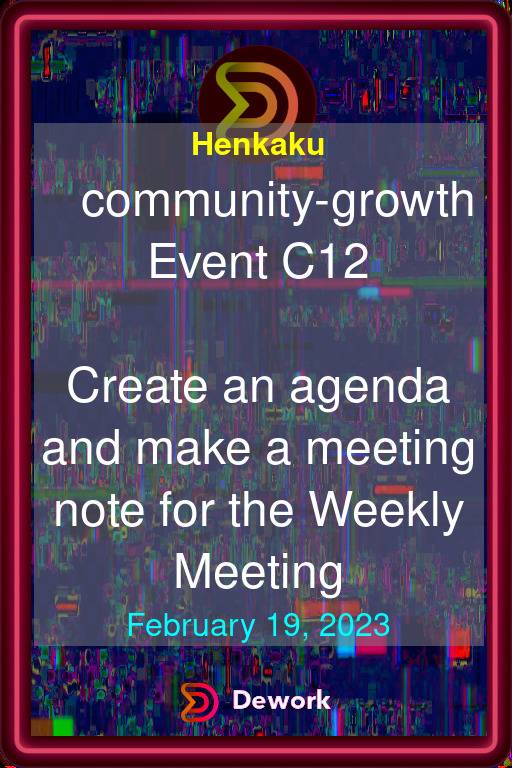 Henkaku
community-growth
Event C12
Create an agenda
and make a meeting
note for the Weekly
Meeting
February 19, 2023
Dework